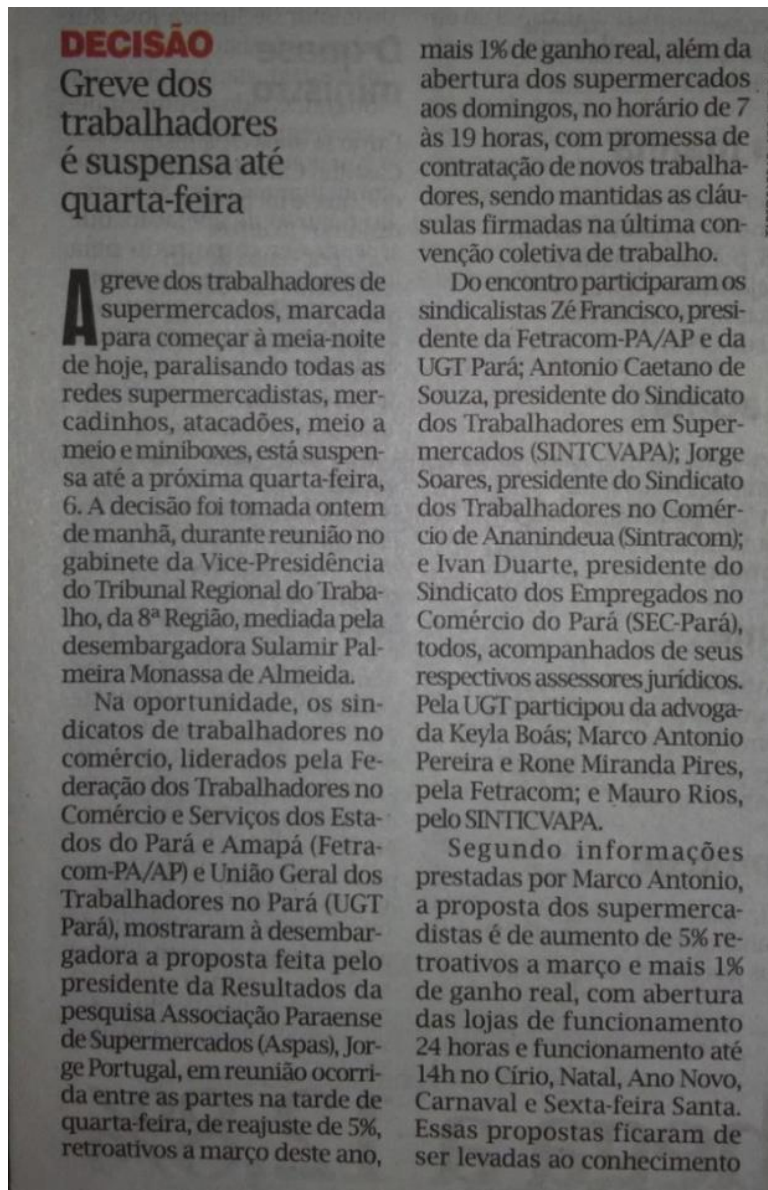 DECISÃO
Greve dos
trabalhadores
é suspensa até
quarta-feira
A greve dos trabalhadores de
supermercados, marcada
para começar à meia-noite
de hoje, paralisando todas as
redes supermercadistas, mer-
cadinhos, atacadões, meio a
meio e miniboxes, está suspen-
sa até a próxima quarta-feira,
6. A decisão foi tomada ontem
de manhã, durante reunião no
gabinete da Vice-Presidência
do Tribunal Regional do Traba-
lho, da 8ª Região, mediada pela
desembargadora Sulamir Pal-
meira Monassa de Almeida.
Na oportunidade, os sin-
dicatos de trabalhadores no
comércio, liderados pela Fe-
deração dos Trabalhadores no
Comércio e Serviços dos Esta-
dos do Pará e Amapá (Fetra-
com-PA/AP) e União Geral dos
Trabalhadores no Pará (UGT
Pará), mostraram à desembar-
gadora a proposta feita pelo
presidente da Resultados da
pesquisa Associação Paraense
de Supermercados (Aspas), Jor-
ge Portugal, em reunião ocorri-
da entre as partes na tarde de
quarta-feira, de reajuste de 5%,
retroativos a março deste ano,
mais 1% de ganho real, além da
abertura dos supermercados
aos domingos, no horário de 7
às 19 horas, com promessa de
contratação de novos trabalha-
dores, sendo mantidas as cláu-
sulas firmadas na última con-
venção coletiva de trabalho.
Do encontro participaram os
sindicalistas Zé Francisco, presi-
dente da Fetracom-PA/AP e da
UGT Pará; Antonio Caetano de
Souza, presidente do Sindicato
dos Trabalhadores em Super-
mercados (SINTCVAPA); Jorge
Soares, presidente do Sindicato
dos Trabalhadores no Comér-
cio de Ananindeua (Sintracom);
e Ivan Duarte, presidente do
Sindicato dos Empregados no
Comércio do Pará (SEC-Pará),
todos, acompanhados de seus
respectivos assessores jurídicos.
Pela UGT participou da advoga-
da Keyla Boás; Marco Antonio
Pereira e Rone Miranda Pires,
pela Fetracom; e Mauro Rios,
pelo SINTICVAPA.
Segundo informações
prestadas por Marco Antonio,
a proposta dos supermerca-
distas é de aumento de 5% re-
troativos a março e mais 1%
de ganho real, com abertura
das lojas de funcionamento
24 horas e funcionamento até
14h no Círio, Natal, Ano Novo,
Carnaval e Sexta-feira Santa.
Essas propostas ficaram de
ser levadas ao conhecimento